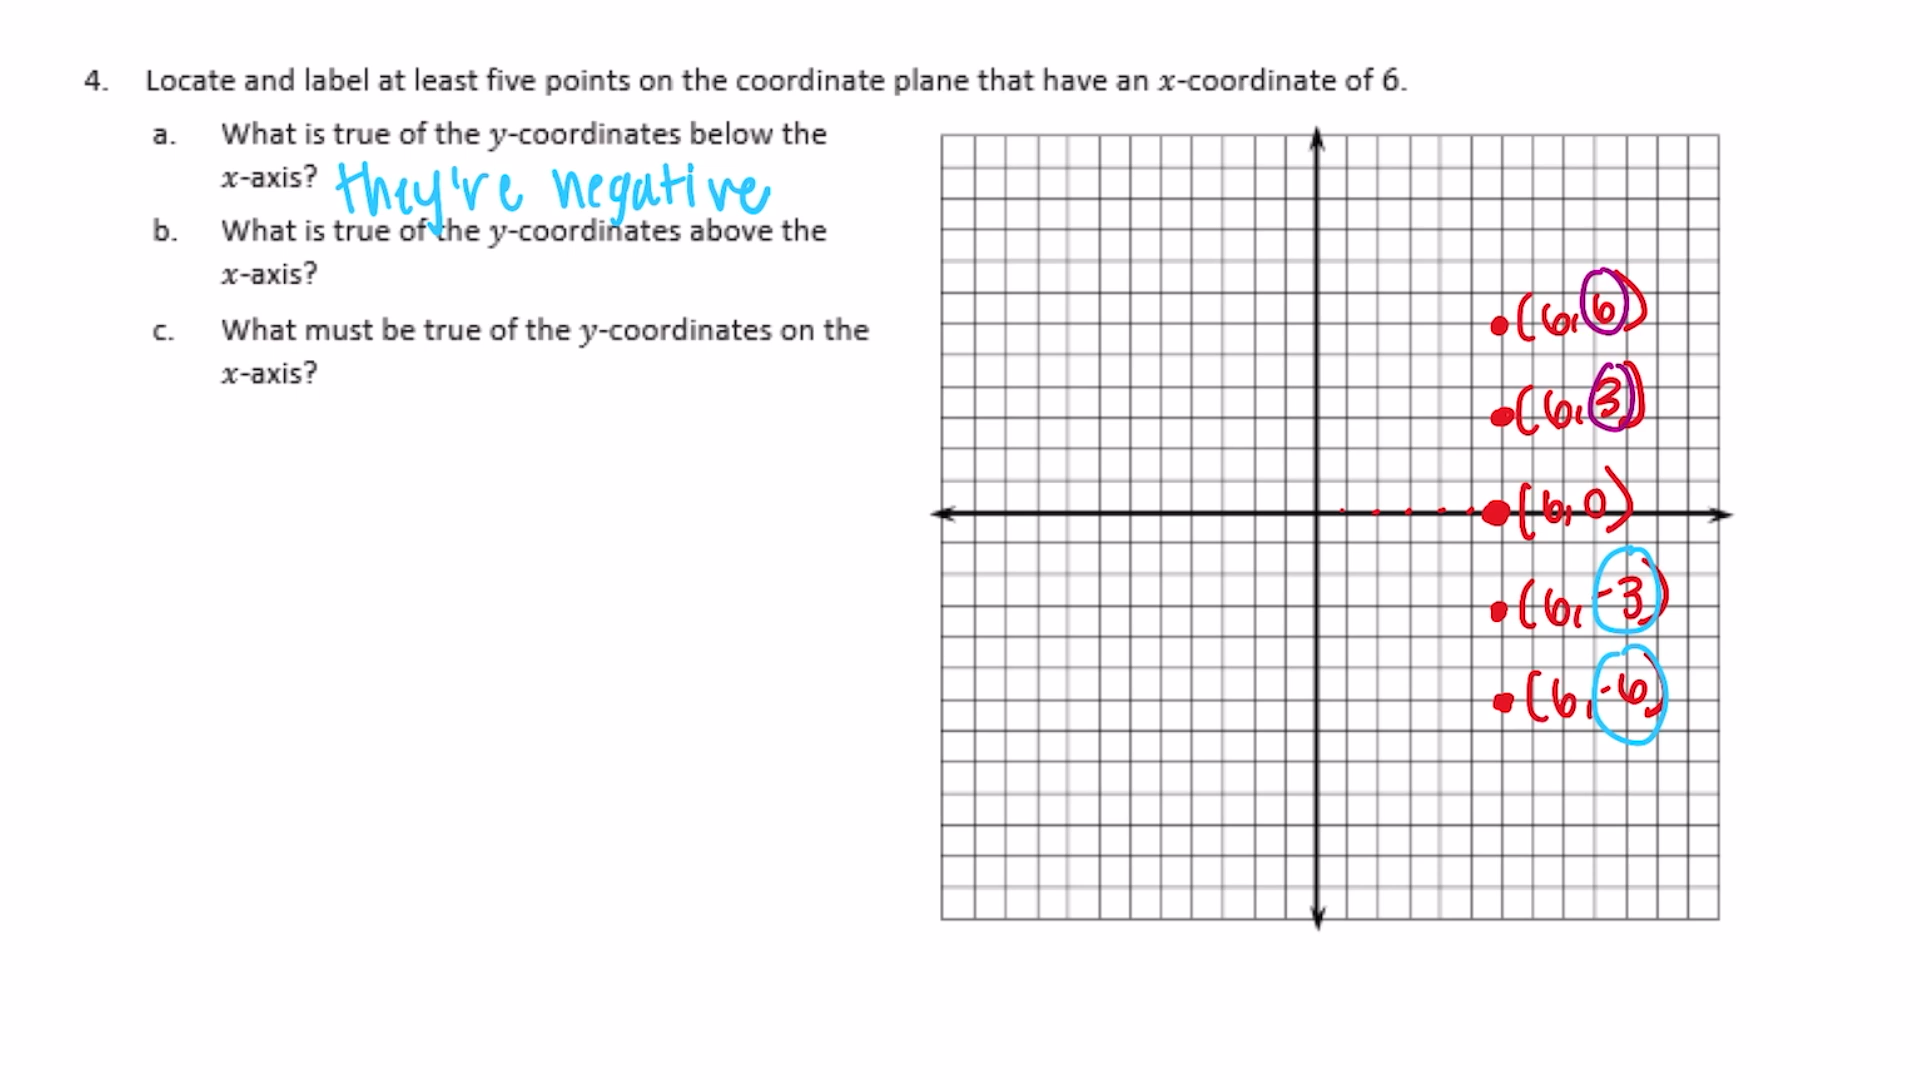 4. Locate and label at least five points on the coordinate plane that have an x-coordinate of 6.
a. What is true of the y-coordinates below the
x-axis? they're negative
b. What is true of the y-coordinates above the
x-axis?
c. What must be true of the y-coordinates on the
x-axis?
(6,6)
(6,3)
(6,0)
(6,-3)
(6,-6)